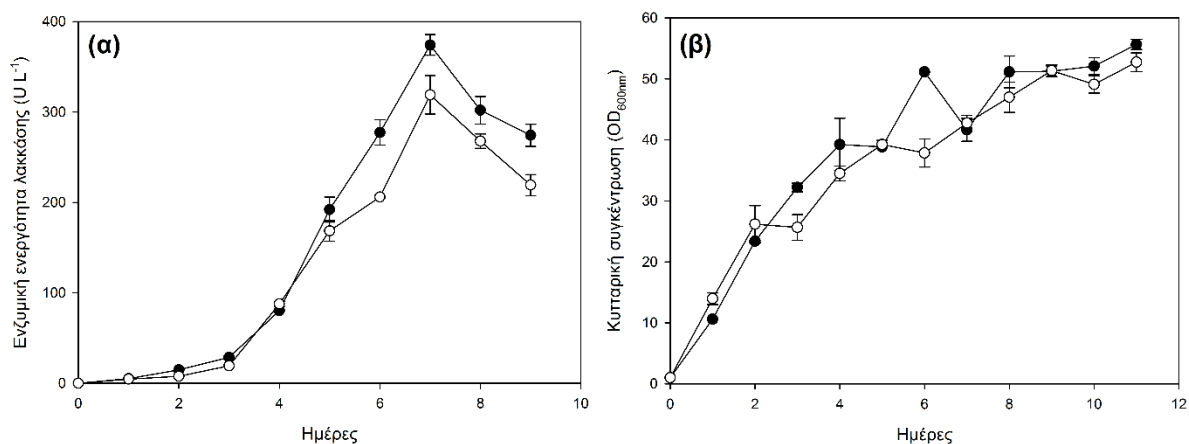 (α)
Ενζυμική ενεργότητα λακκάσης (U L-1)
400
300
200
100
0
0 2 4 6 8 10
Ημέρες
(β)
Κυτταρική συγκέντρωση (OD600nm)
60
50
40
30
20
10
0
0 2 4 6 8 10 12
Ημέρες